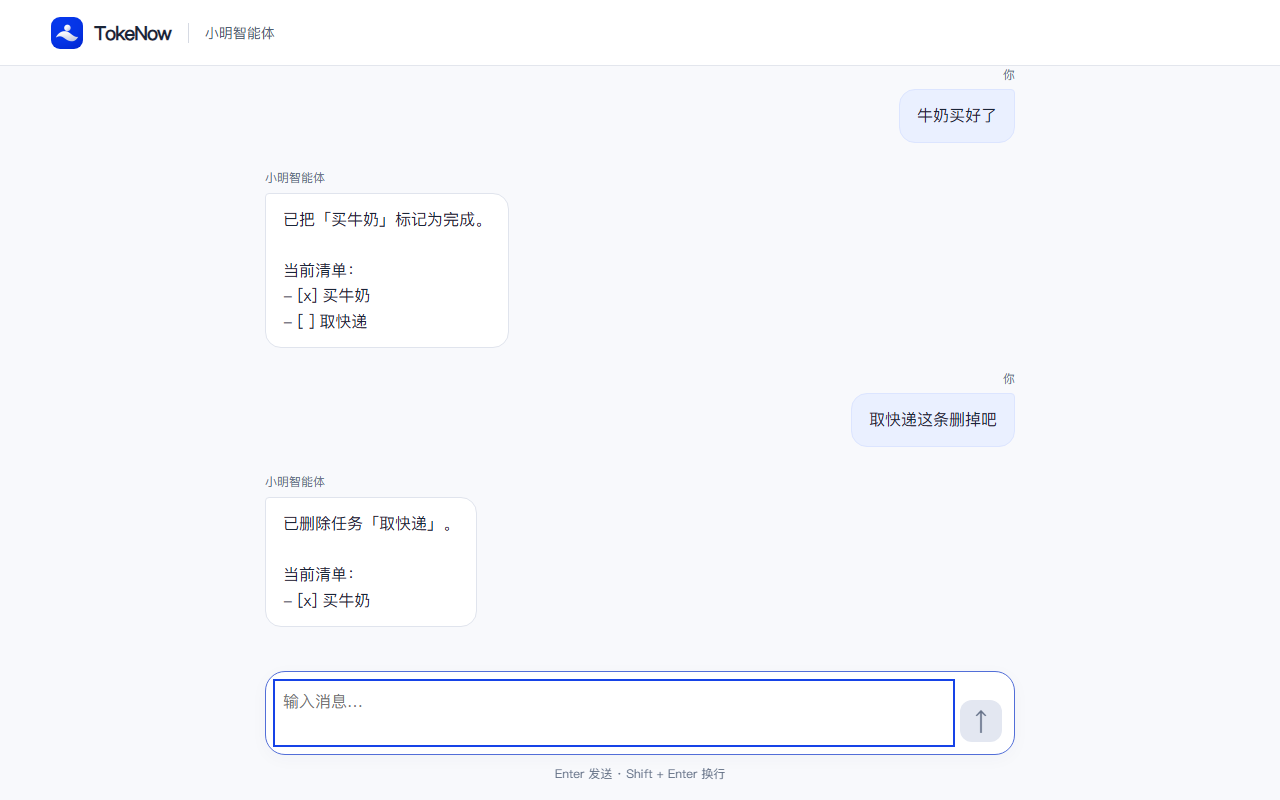 TokeNow
小明智能体
你
牛奶买好了
小明智能体
已把「买牛奶」标记为完成。
当前清单：
– [x] 买牛奶
– [ ] 取快递
你
取快递这条删掉吧
小明智能体
已删除任务「取快递」。
当前清单：
– [x] 买牛奶
输入消息…
↑
Enter 发送 · Shift + Enter 换行